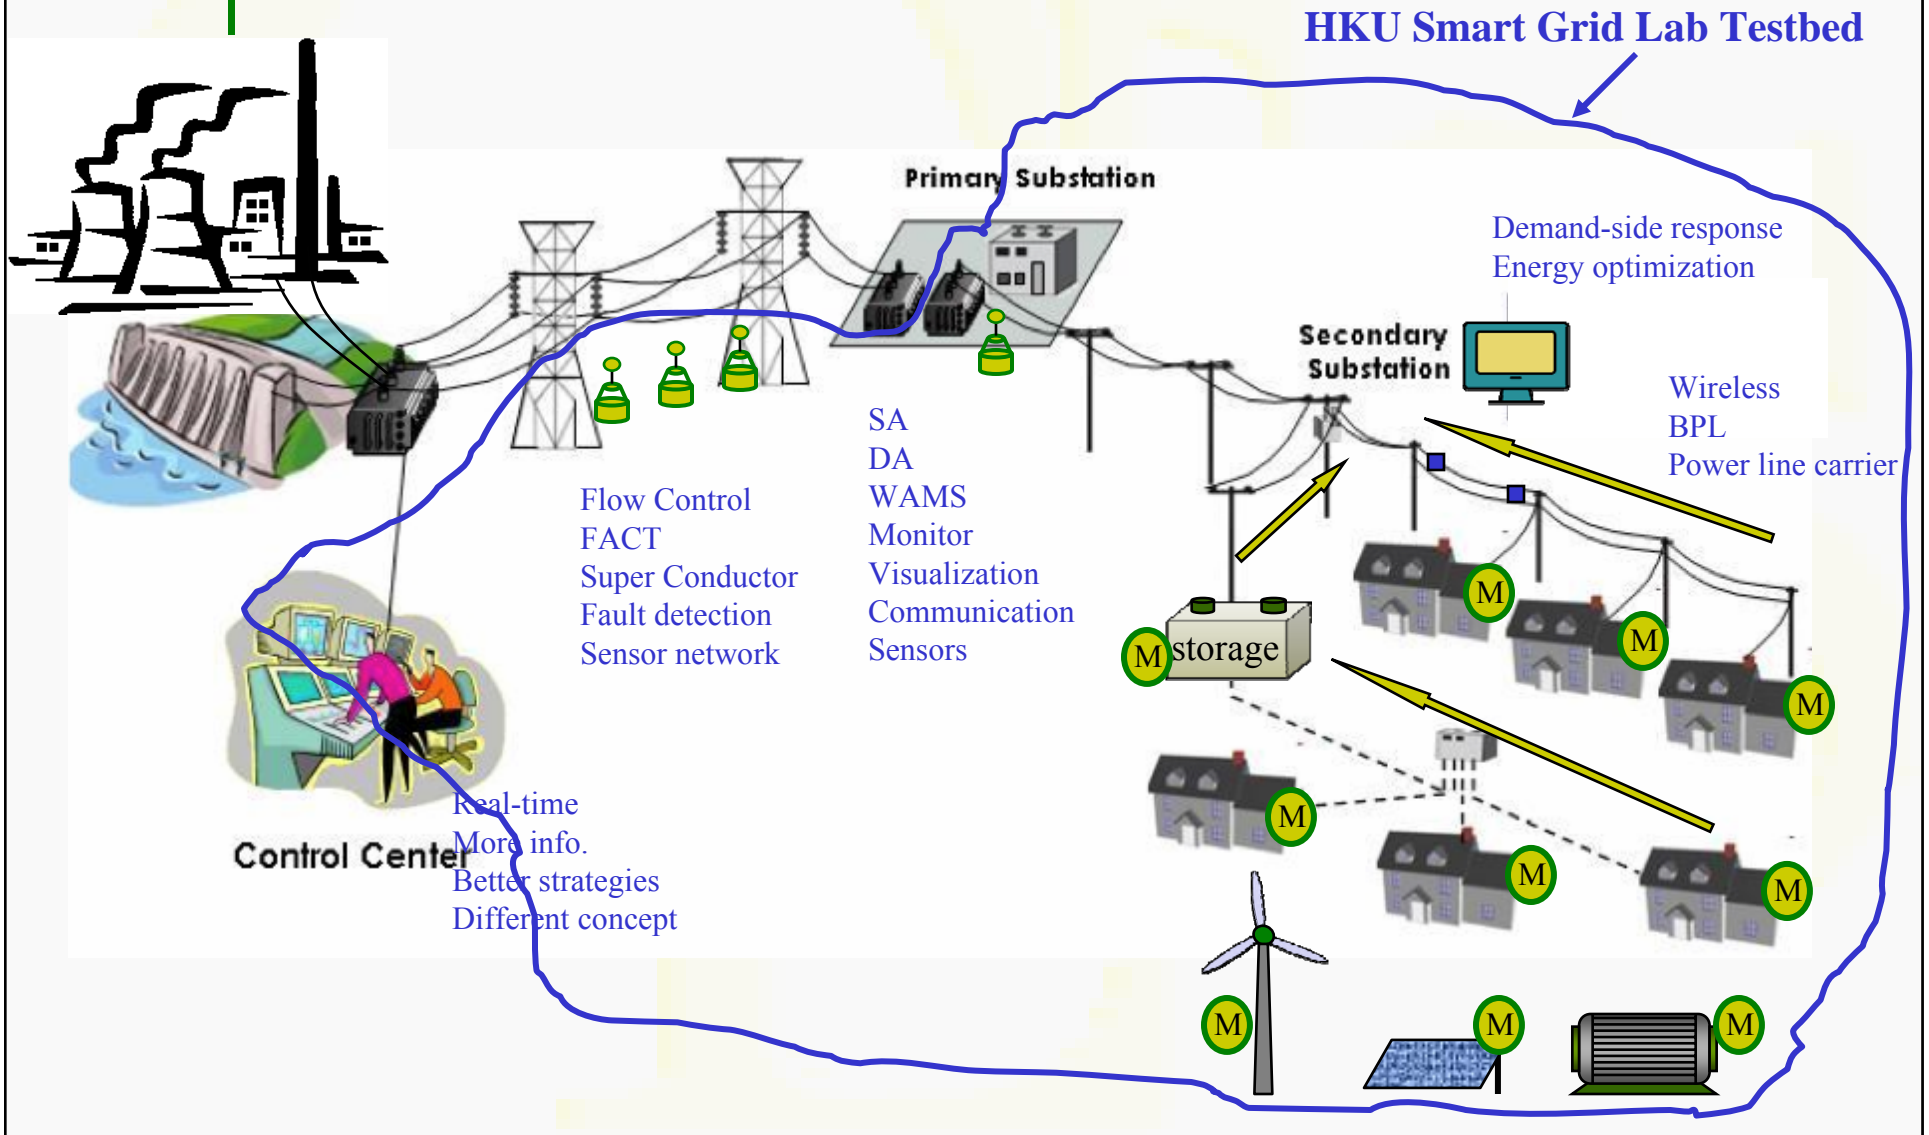 HKU Smart Grid Lab Testbed
Primary Substation
Demand-side response
Energy optimization
Secondary
Substation
Wireless
BPL
Power line carrier
SA
DA
WAMS
Monitor
Visualization
Communication
Sensors
Flow Control
FACT
Super Conductor
Fault detection
Sensor network
M
M
M
M
storage
M
M
M
Real-time
More info.
Better strategies
Different concept
Control Center
M
M
M